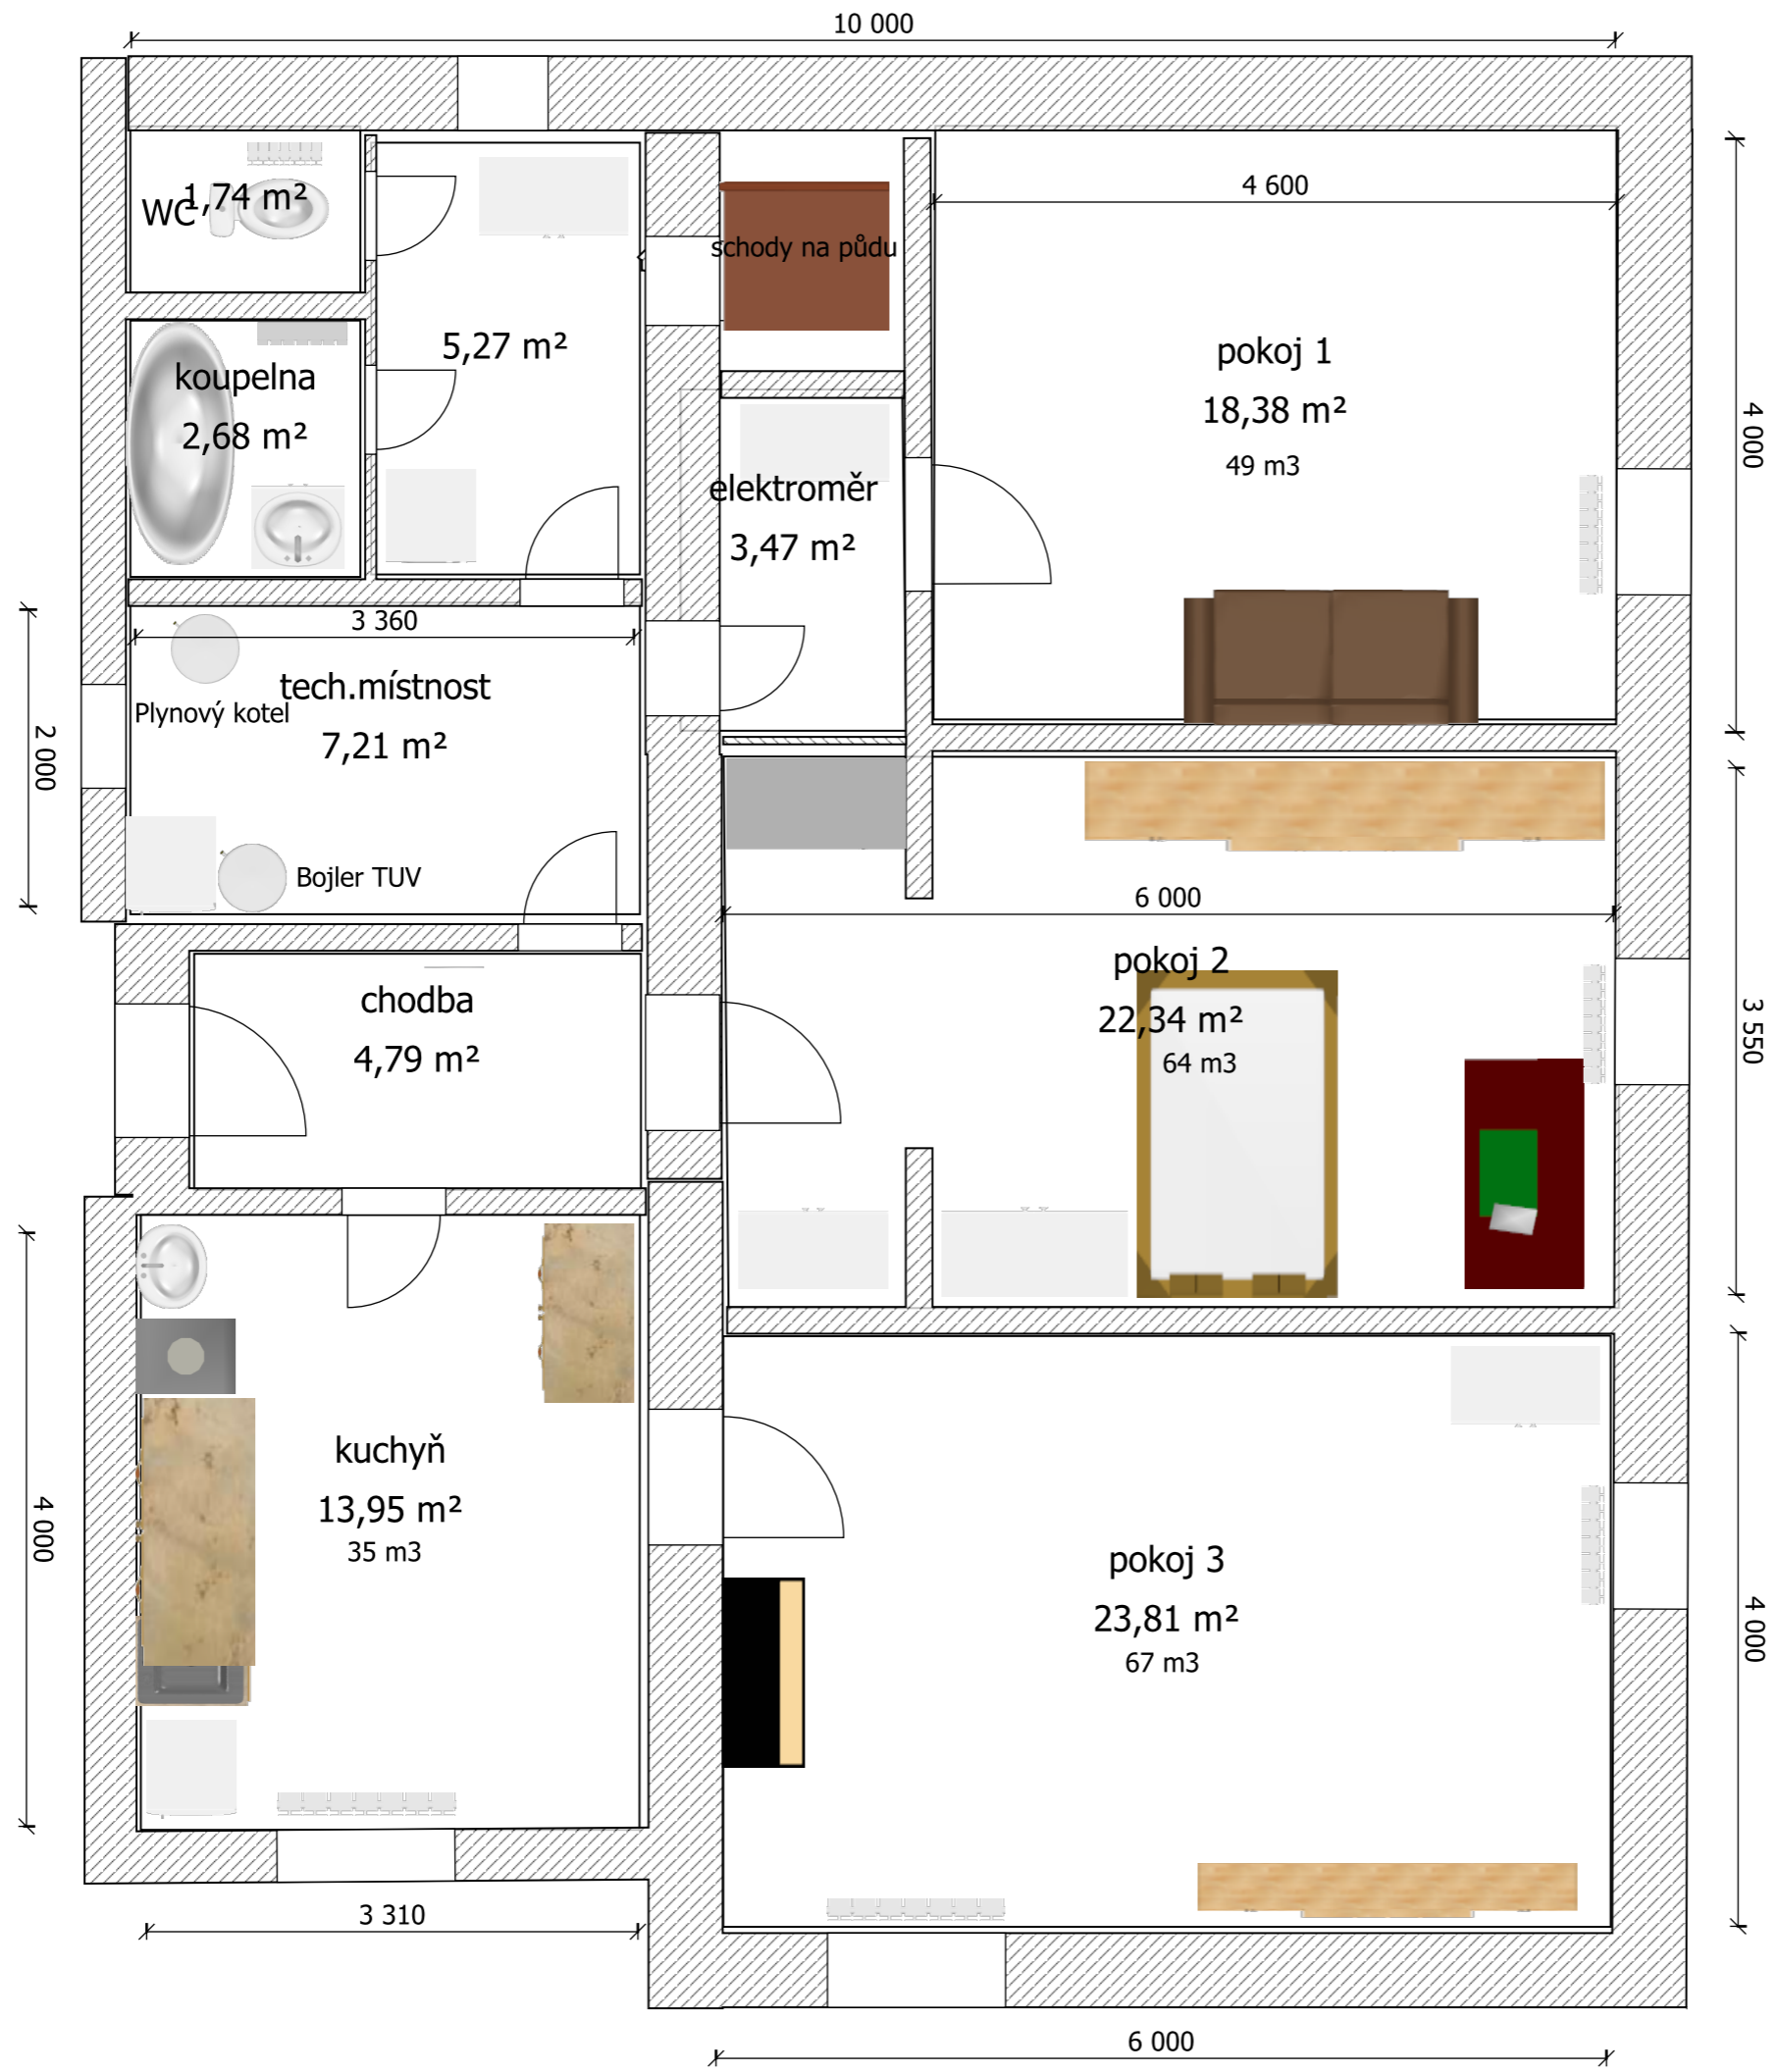 10 000
4 600
WC
1,74 m²
schody na půdu
5,27 m²
koupelna
2,68 m²
pokoj 1
18,38 m²
49 m3
4 000
elektroměr
3,47 m²
3 360
tech.místnost
7,21 m²
Plynový kotel
Bojler TUV
2 000
6 000
pokoj 2
22,34 m²
64 m3
3 550
chodba
4,79 m²
kuchyň
13,95 m²
35 m3
4 000
pokoj 3
23,81 m²
67 m3
4 000
3 310
6 000